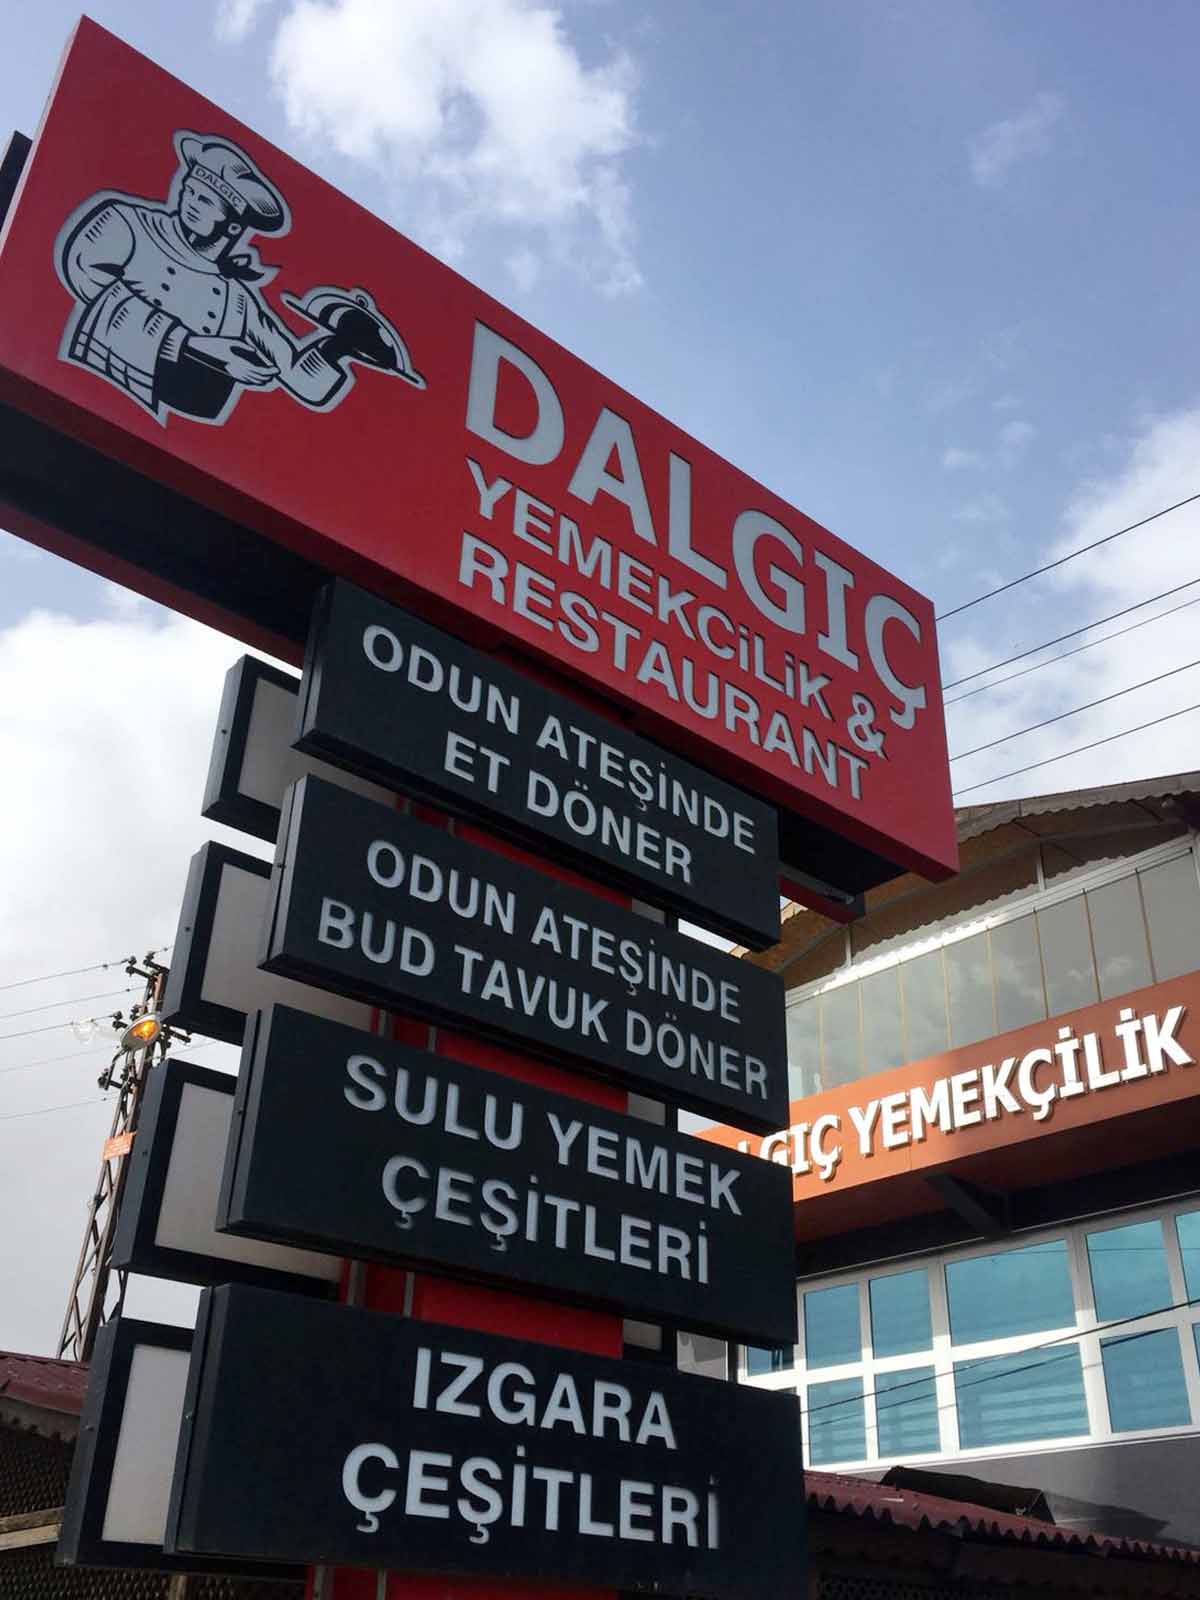 DALGIÇ
DALGIÇ
YEMEKÇİLİK &
RESTAURANT
ODUN ATEŞİNDE
ET DÖNER
ODUN ATEŞİNDE
BUD TAVUK DÖNER
SULU YEMEK
ÇEŞİTLERİ
IZGARA
ÇEŞİTLERİ
LGIÇ YEMEKÇİLİK